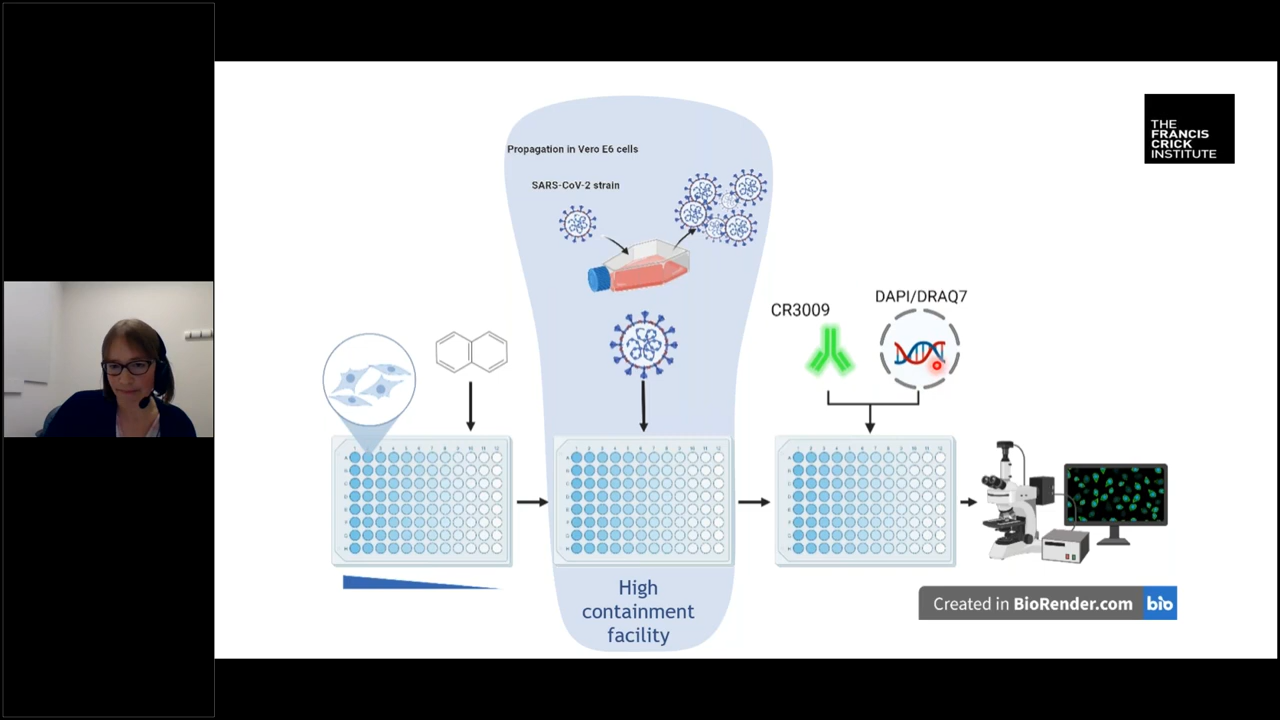 THE
FRANCIS
CRICK
INSTITUTE
Propagation in Vero E6 cells
SARS-CoV-2 strain
CR3009
DAPI/DRAQ7
High
containment
facility
Created in BioRender.com bio